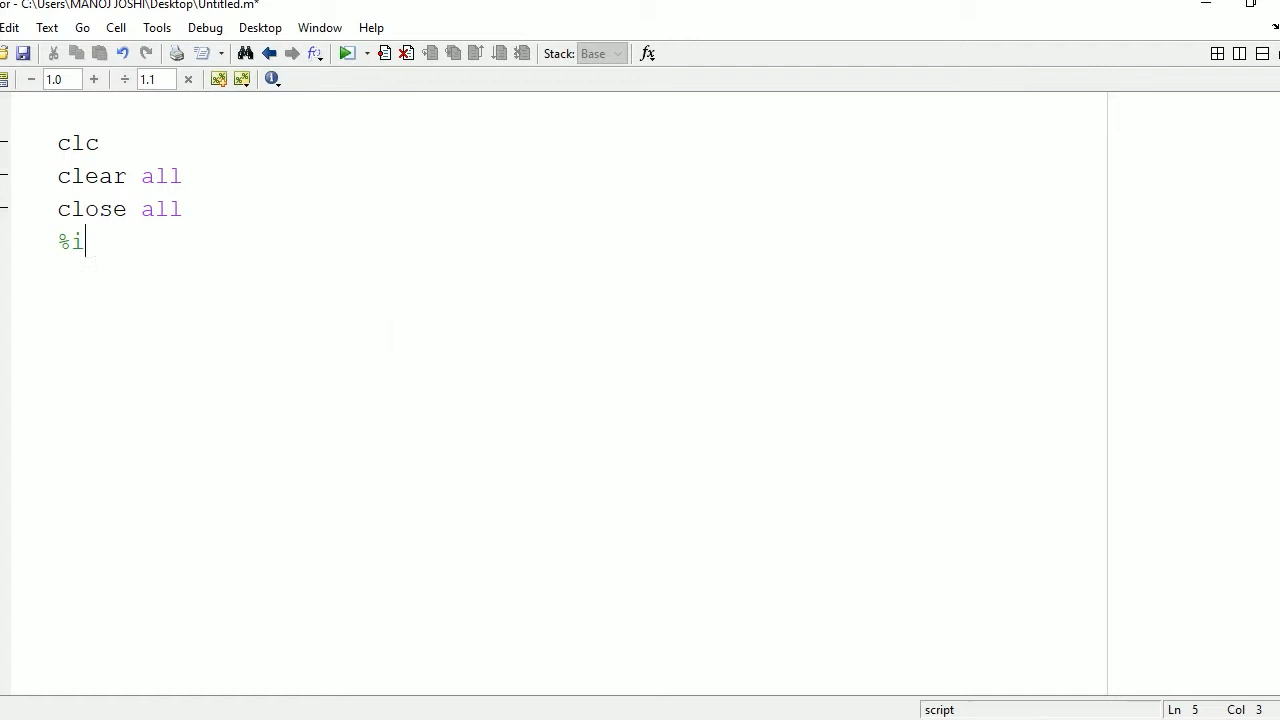 or - C:\Users\MANOJ JOSHI\Desktop\Untitled.m*
Edit Text Go Cell Tools Debug Desktop Window Help
Stack: Base fx
− 1.0 + ÷ 1.1 ×
clc
clear all
close all
%i
script Ln 5 Col 3